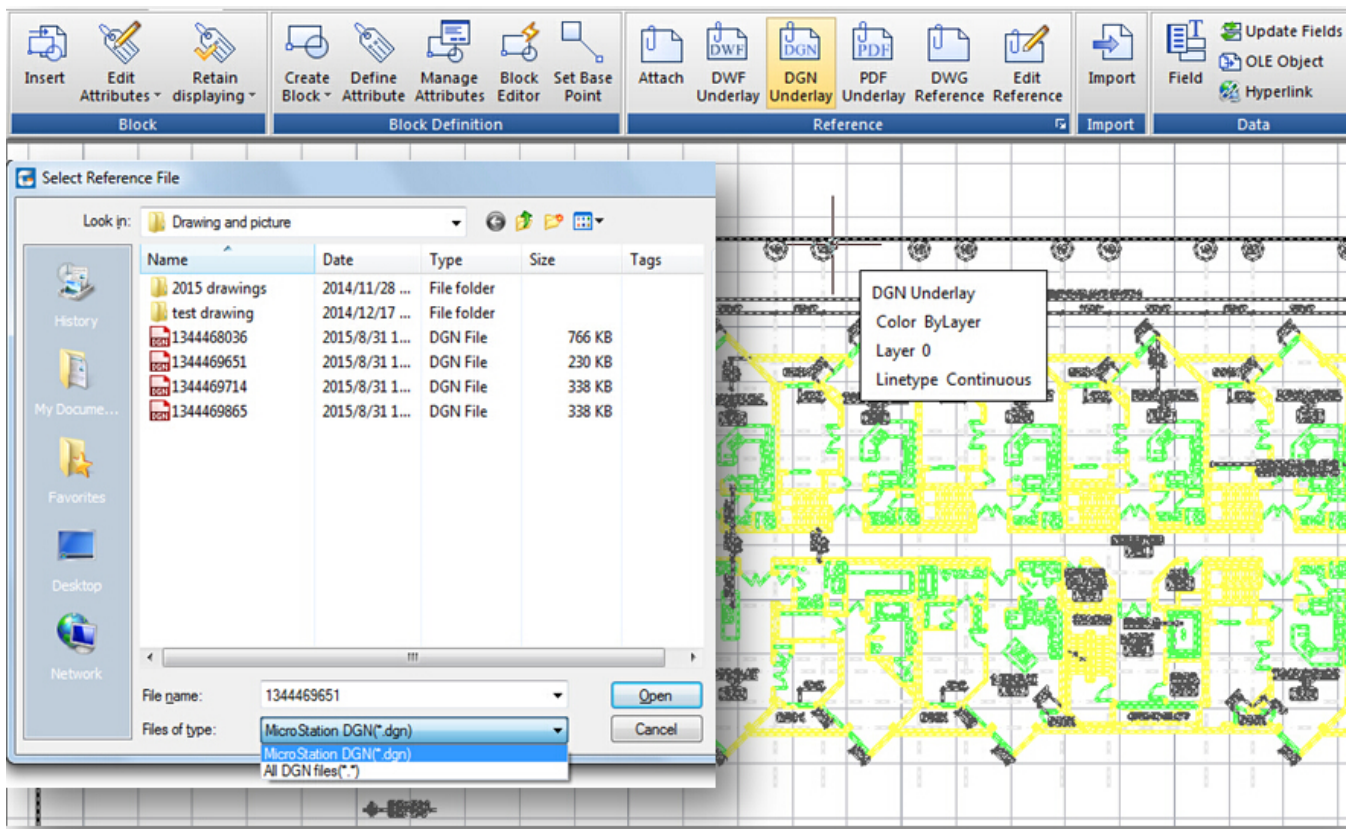 Insert
Edit
Attributes
Retain
displaying
Create
Block
Define
Attribute
Manage
Attributes
Block
Editor
Set Base
Point
Attach
DWF
DWF
Underlay
DGN
DGN
Underlay
PDF
PDF
Underlay
DWG
Reference
Edit
Reference
Import
Field
Update Fields
OLE Object
Hyperlink
Block
Block Definition
Reference
Import
Data
Select Reference File
Look in: Drawing and picture
Name Date Type Size Tags
2015 drawings 2014/11/28 ... File folder
test drawing 2014/12/17 ... File folder
DGN 1344468036 2015/8/31 1... DGN File 766 KB
DGN 1344469651 2015/8/31 1... DGN File 230 KB
DGN 1344469714 2015/8/31 1... DGN File 338 KB
DGN 1344469865 2015/8/31 1... DGN File 338 KB
History
My Docume...
Favorites
Desktop
Network
File name: 1344469651 Open
Files of type: MicroStation DGN(*.dgn) Cancel
MicroStation DGN(*.dgn)
All DGN files(*.*)
DGN Underlay
Color ByLayer
Layer 0
Linetype Continuous